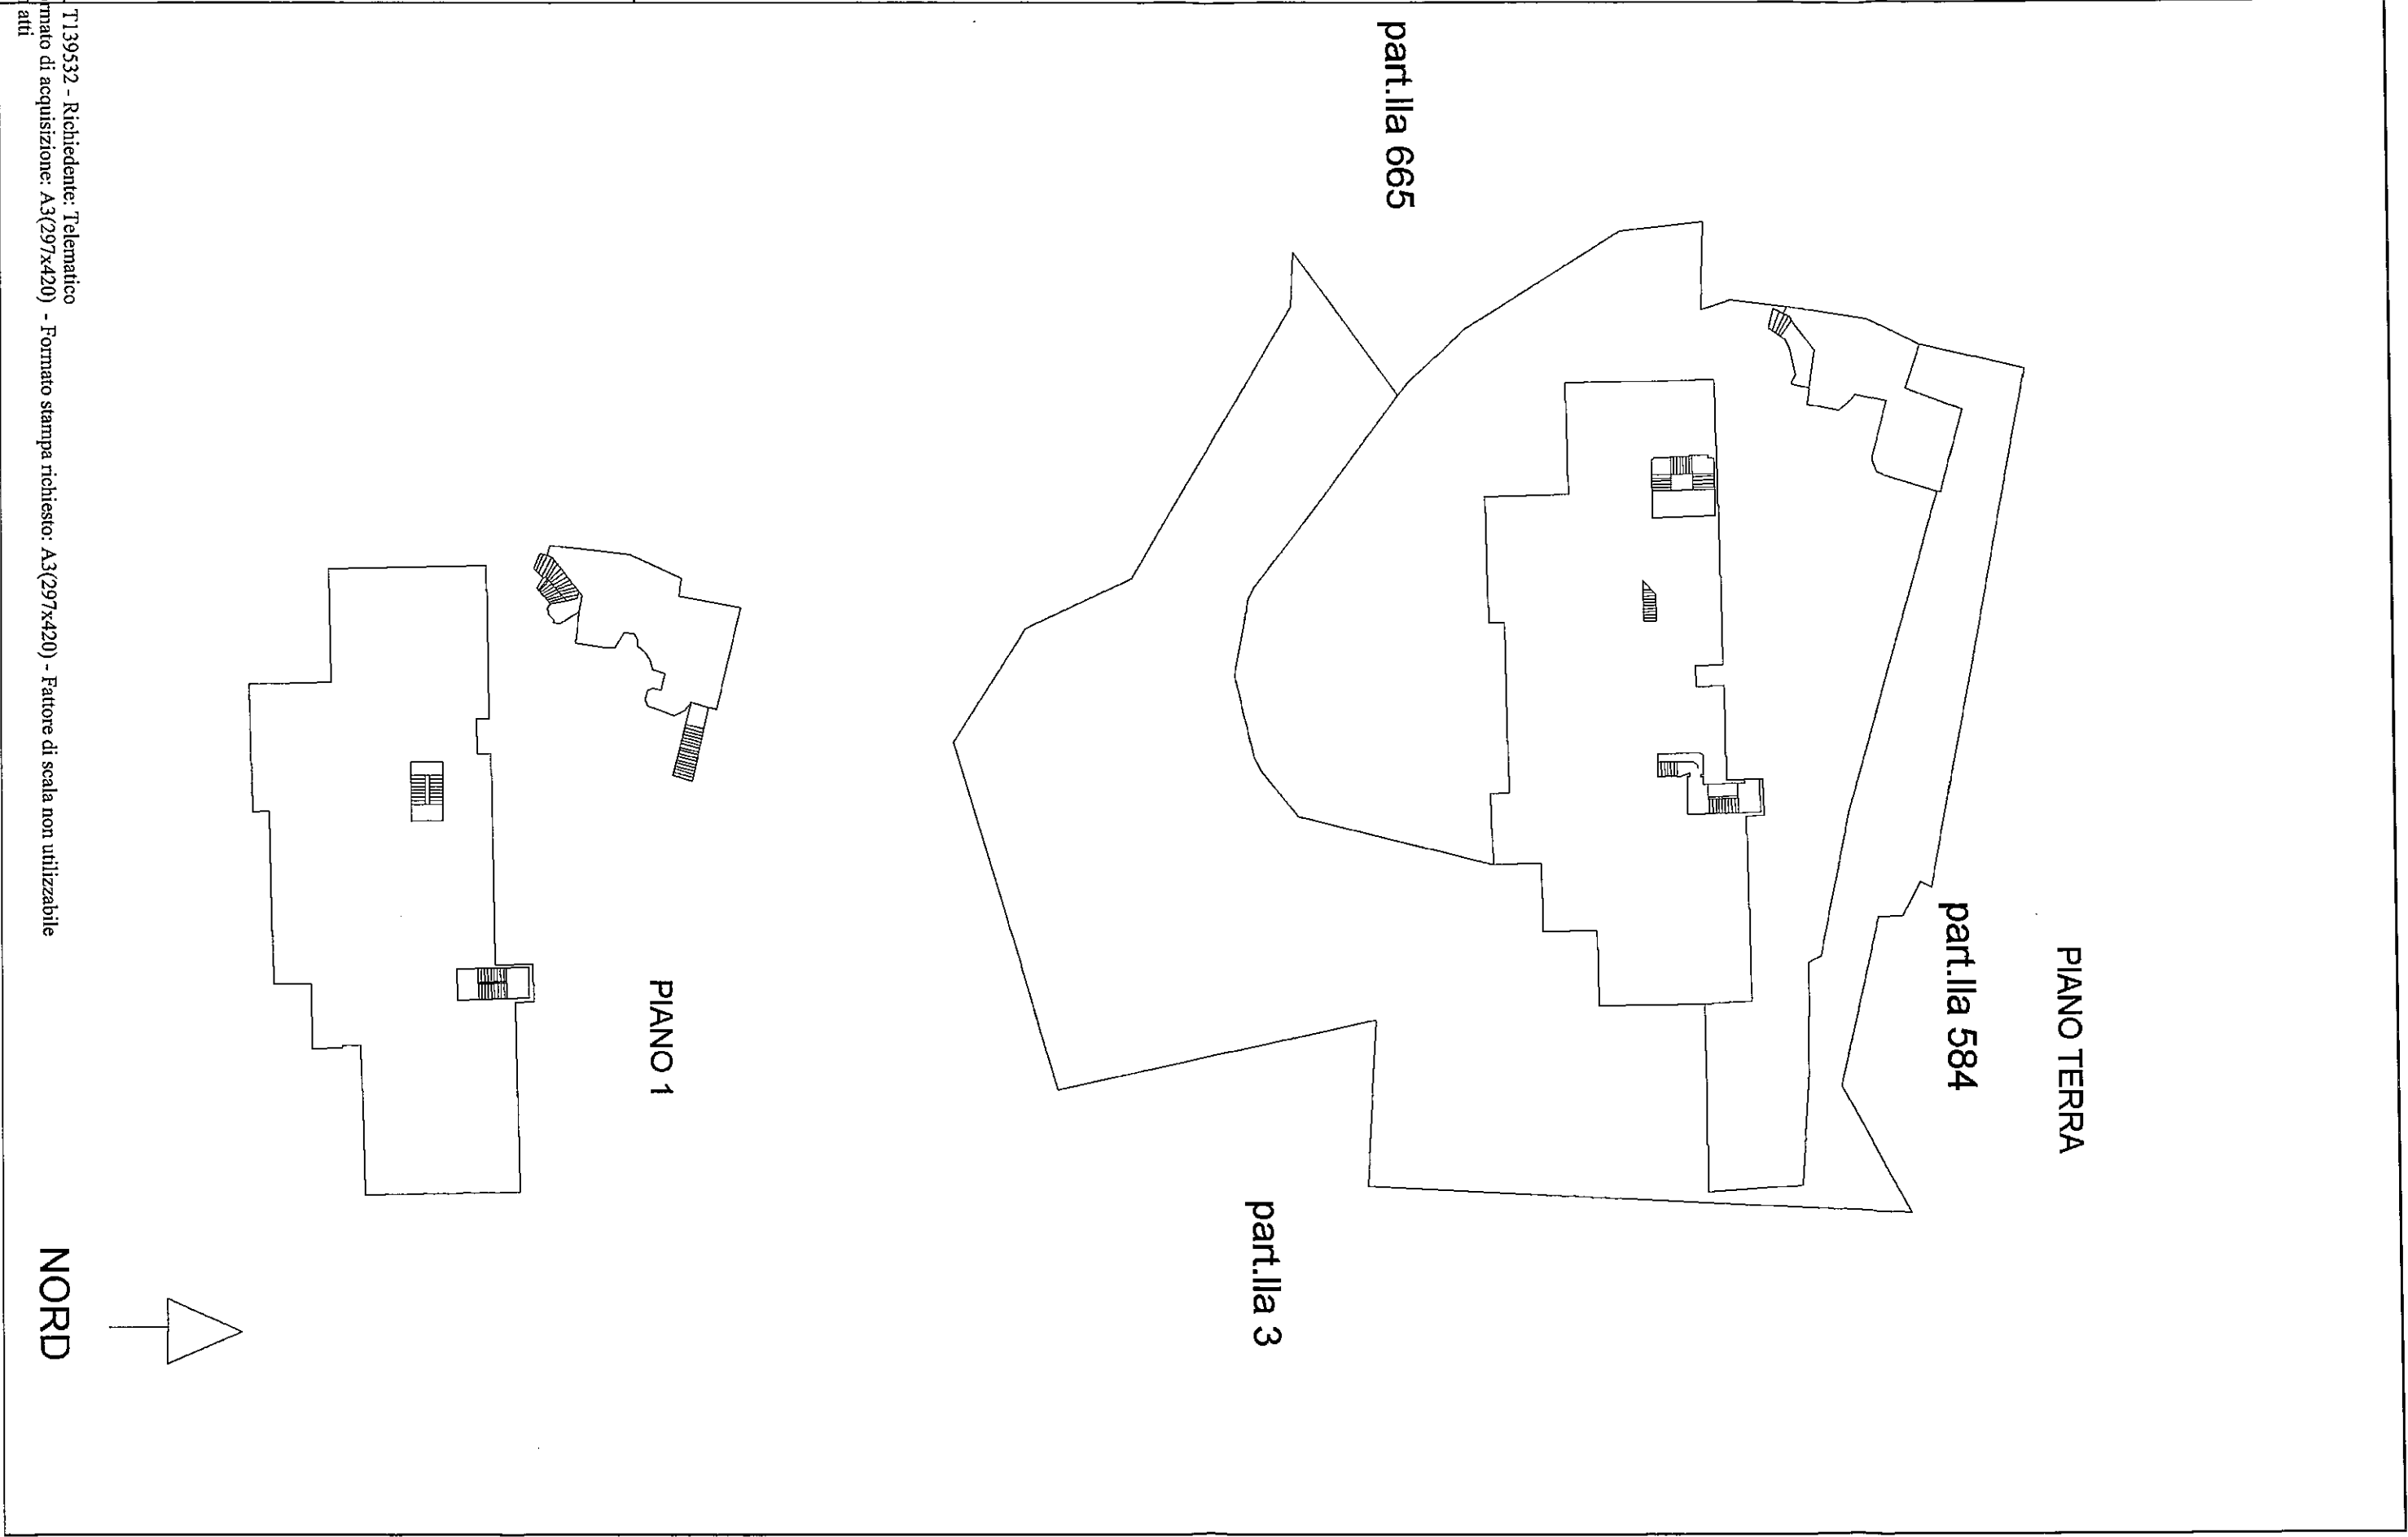 PIANO TERRA
part.lla 584
part.lla 665
part.lla 3
PIANO 1
NORD
T139532 - Richiedente: Telematico
rmato di acquisizione: A3(297x420) - Formato stampa richiesto: A3(297x420) - Fattore di scala non utilizzabile
atti